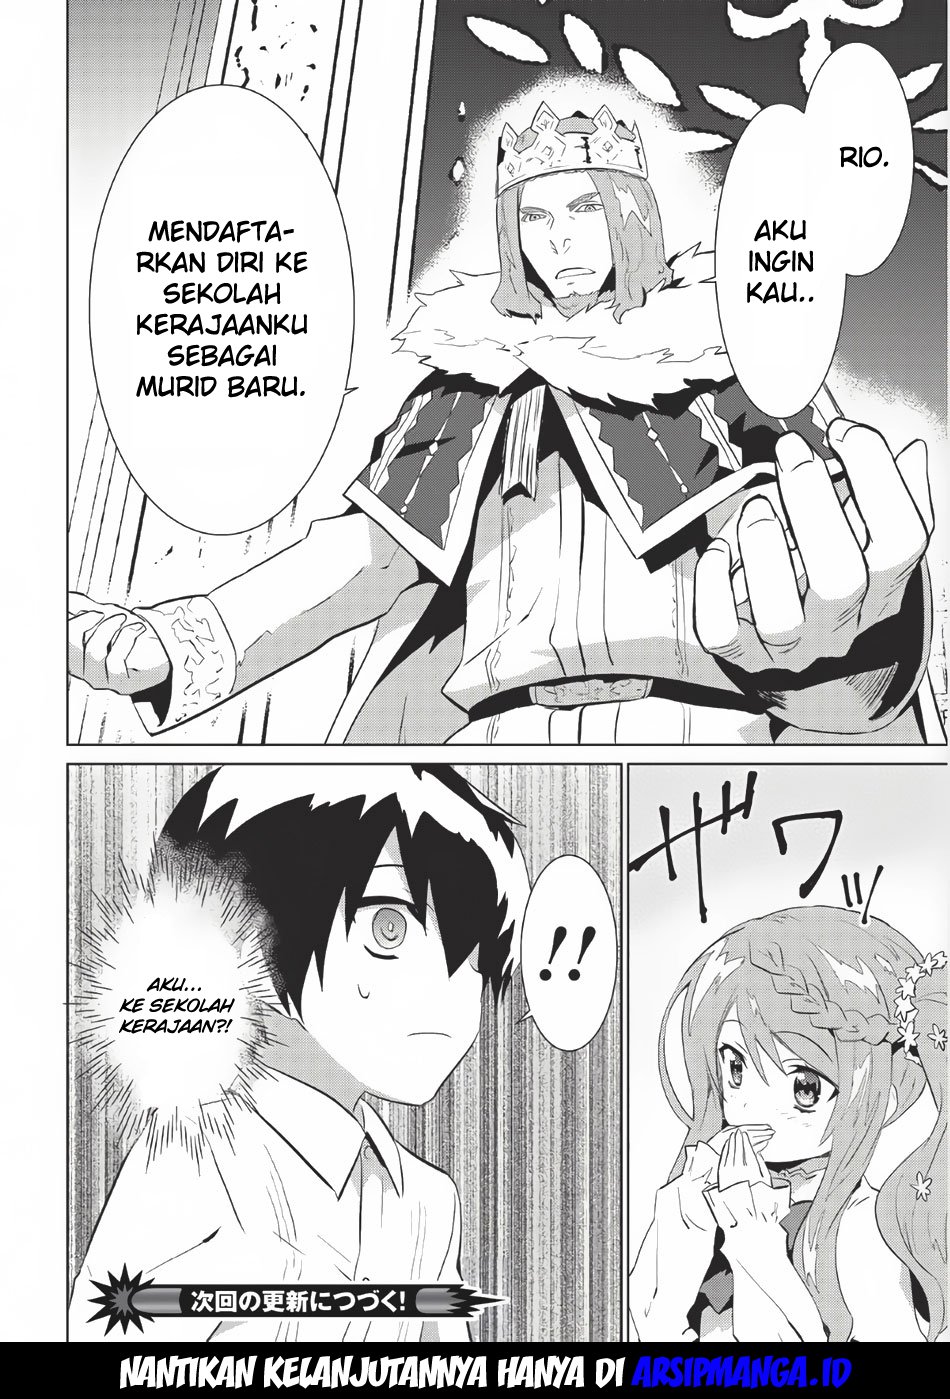 RIO.
AKU
INGIN
KAU..
MENDAFTA-
RKAN DIRI KE
SEKOLAH
KERAJAANKU
SEBAGAI
MURID BARU.
ザワッ
!!
AKU...
KE SEKOLAH
KERAJAAN?!
次回の更新につづく!
NANTIKAN KELANJUTANNYA HANYA DI ARSIPMANGA.ID